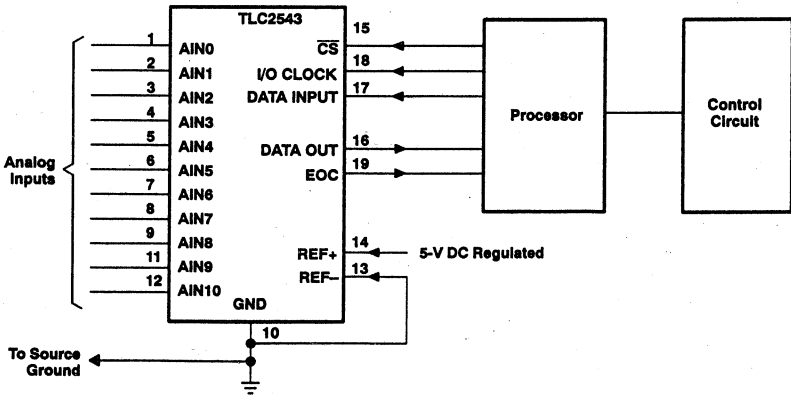 TLC2543
Analog
Inputs
1 AIN0
2 AIN1
3 AIN2
4 AIN3
5 AIN4
6 AIN5
7 AIN6
8 AIN7
9 AIN8
11 AIN9
12 AIN10
CS 15
I/O CLOCK 18
DATA INPUT 17
DATA OUT 16
EOC 19
REF+ 14
5-V DC Regulated
REF– 13
GND
10
To Source
Ground
Processor
Control
Circuit